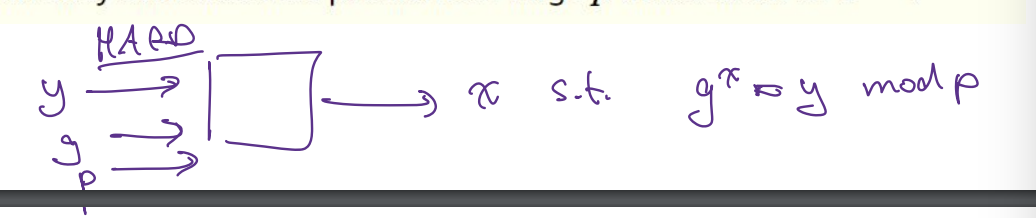 HARD
y → → x s.t. g^x = y mod p
g →
p →